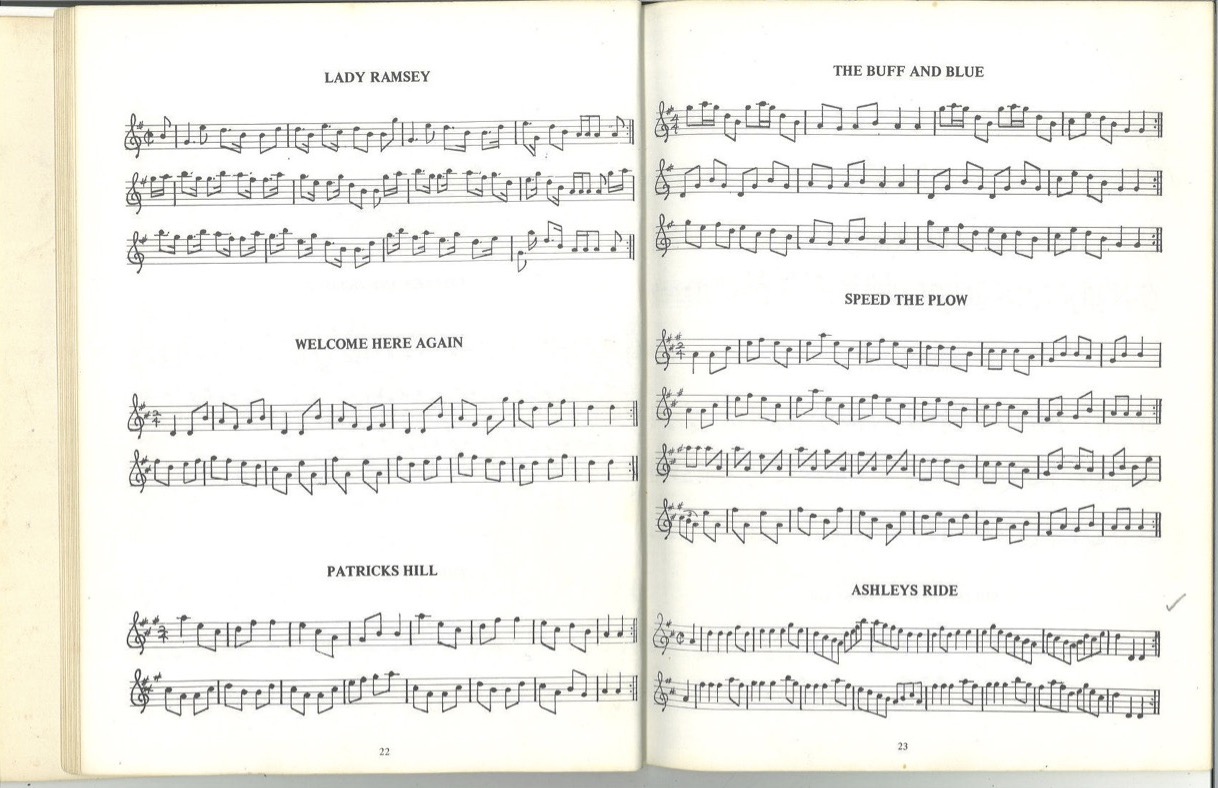 LADY RAMSEY
WELCOME HERE AGAIN
PATRICKS HILL
22
THE BUFF AND BLUE
SPEED THE PLOW
ASHLEYS RIDE
23